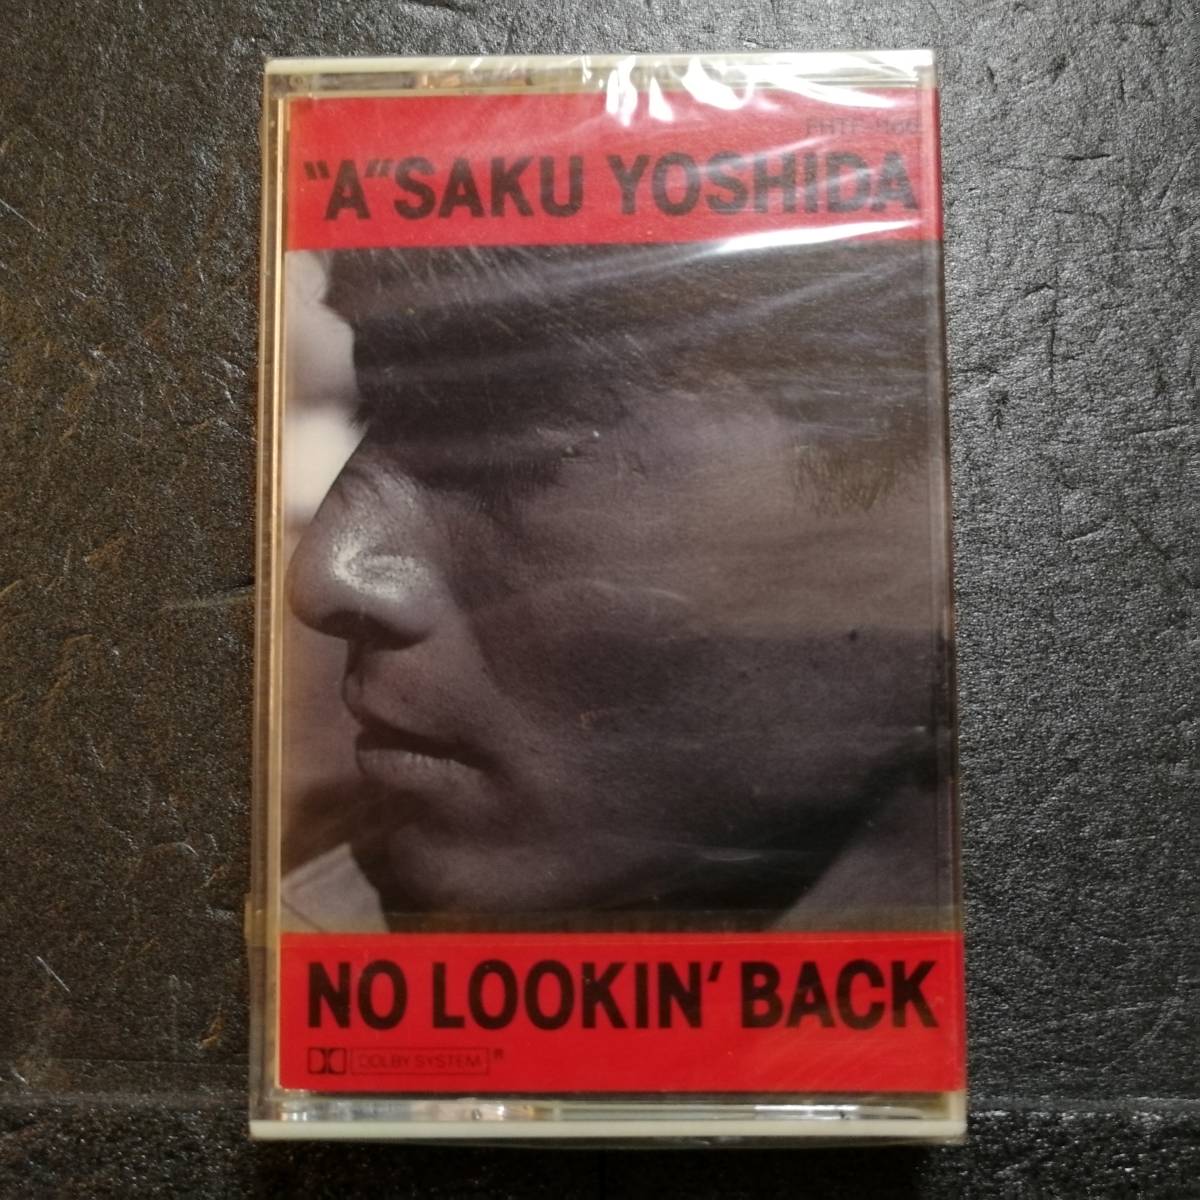 "A"SAKU YOSHIDA
NO LOOKIN' BACK
DOLBY SYSTEM ®